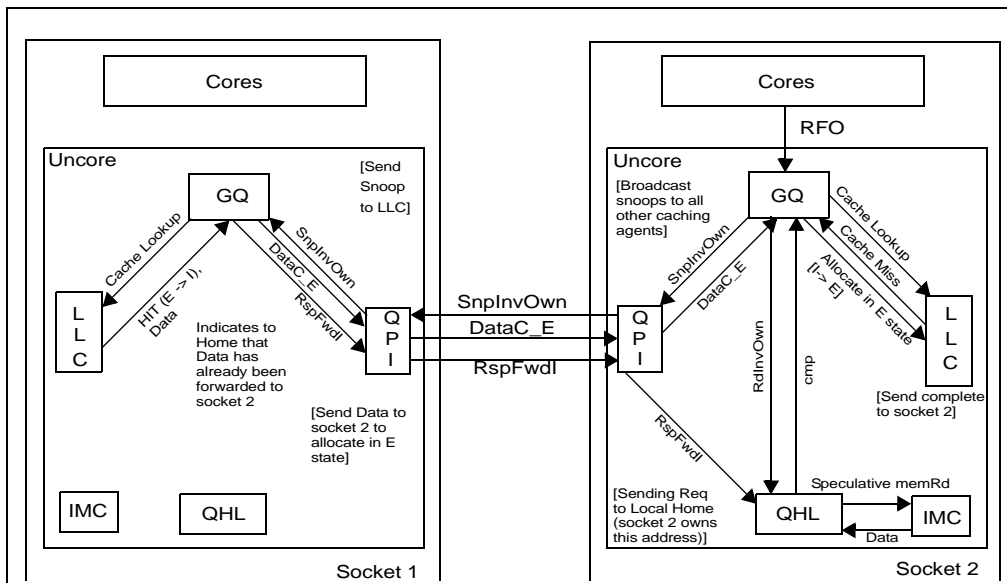 Cores
Uncore
GQ
[Send
Snoop
to LLC]
Cache Lookup
HIT (E -> I),
Data
SnpInvOwn
DataC_E
RspFwdI
L
L
C
Q
P
I
Indicates to
Home that
Data has
already been
forwarded to
socket 2
[Send Data to
socket 2 to
allocate in E
state]
IMC
QHL
Socket 1
SnpInvOwn
DataC_E
RspFwdI
Cores
RFO
Uncore
[Broadcast
snoops to all
other caching
agents]
GQ
SnpInvOwn
DataC_E
Cache Lookup
Cache Miss
Allocate in E state
[I-> E]
Q
P
I
L
L
C
RdInvOwn
cmp
[Send complete
to socket 2]
RspFwdI
[Sending Req
to Local Home
(socket 2 owns
this address)]
Speculative memRd
QHL
IMC
Data
Socket 2